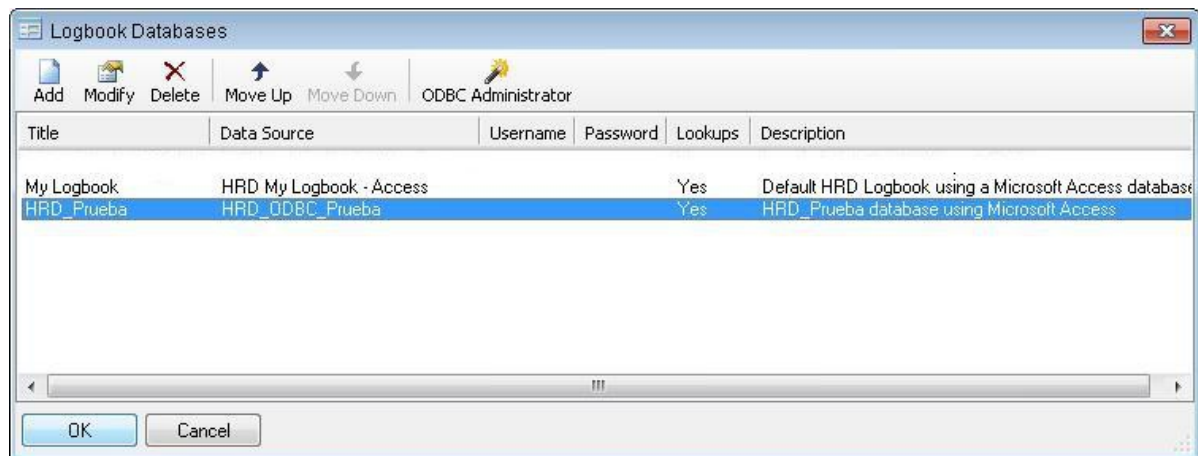 Logbook Databases
Add Modify Delete Move Up Move Down ODBC Administrator
Title Data Source Username Password Lookups Description
My Logbook HRD My Logbook - Access Yes Default HRD Logbook using a Microsoft Access database
HRD_Prueba HRD_ODBC_Prueba Yes HRD_Prueba database using Microsoft Access
OK Cancel